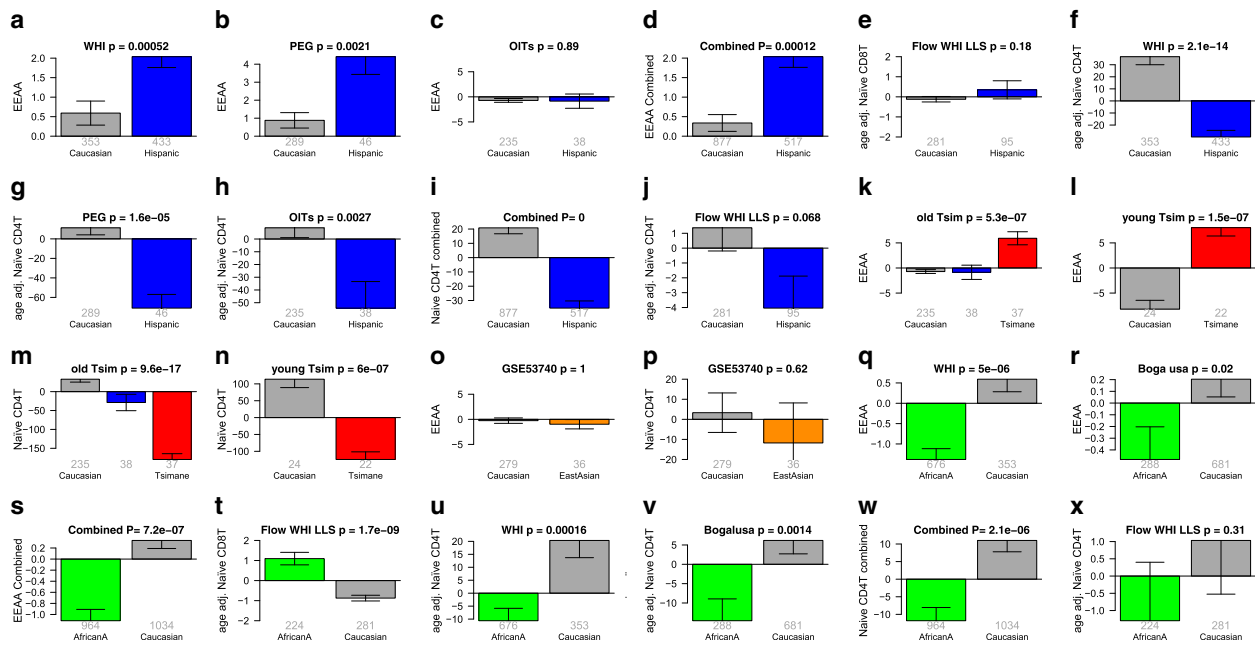 a
WHI p = 0.00052
EEAA
2.0
1.5
1.0
0.5
0.0
353 433
Caucasian Hispanic
b
PEG p = 0.0021
EEAA
4
3
2
1
0
289 46
Caucasian Hispanic
c
OITs p = 0.89
EEAA
5
0
−5
235 38
Caucasian Hispanic
d
Combined P= 0.00012
EEAA Combined
2.0
1.5
1.0
0.5
0.0
877 517
Caucasian Hispanic
e
Flow WHI LLS p = 0.18
age adj. Naïve CD8T
2
1
0
−1
−2
281 95
Caucasian Hispanic
f
WHI p = 2.1e−14
age adj. Naïve CD4T
30
20
10
0
−10
−20
353 433
Caucasian Hispanic
g
PEG p = 1.6e−05
age adj. Naïve CD4T
0
−20
−40
−60
289 46
Caucasian Hispanic
h
OITs p = 0.0027
age adj. Naïve CD4T
0
−10
−20
−30
−40
−50
235 38
Caucasian Hispanic
i
Combined P= 0
Naive CD4T combined
20
10
0
−10
−20
−30
877 517
Caucasian Hispanic
j
Flow WHI LLS p = 0.068
age adj. Naïve CD4T
1
0
−1
−2
−3
−4
281 95
Caucasian Hispanic
k
old Tsim p = 5.3e−07
EEAA
5
0
−5
235 38 37
Caucasian Tsimane
l
young Tsim p = 1.5e−07
EEAA
5
0
−5
24 22
Caucasian Tsimane
m
old Tsim p = 9.6e−17
Naïve CD4T
0
−50
−100
−150
235 38 37
Caucasian Tsimane
n
young Tsim p = 6e−07
Naïve CD4T
100
50
0
−50
−100
24 22
Caucasian Tsimane
o
GSE53740 p = 1
EEAA
5
0
−5
279 36
Caucasian EastAsian
p
GSE53740 p = 0.62
Naïve CD4T
20
10
0
−10
−20
279 36
Caucasian EastAsian
q
WHI p = 5e−06
EEAA
0.5
0.0
−0.5
−1.0
676 353
AfricanA Caucasian
r
Boga usa p = 0.02
EEAA
0.2
0.1
0.0
−0.1
−0.2
−0.3
−0.4
288 681
AfricanA Caucasian
s
Combined P= 7.2e−07
EEAA Combined
0.2
0.0
−0.2
−0.4
−0.6
−0.8
−1.0
964 1034
AfricanA Caucasian
t
Flow WHI LLS p = 1.7e−09
age adj. Naïve CD8T
2
1
0
−1
−2
224 281
AfricanA Caucasian
u
WHI p = 0.00016
age adj. Naïve CD4T
20
15
10
5
0
−5
−10
676 353
AfricanA Caucasian
v
Bogalusa p = 0.0014
age adj. Naïve CD4T
5
0
−5
−10
288 681
AfricanA Caucasian
w
Combined P= 2.1e−06
Naive CD4T combined
10
5
0
−5
−10
964 1034
AfricanA Caucasian
x
Flow WHI LLS p = 0.31
age adj. Naïve CD4T
1.0
0.5
0.0
−0.5
−1.0
224 281
AfricanA Caucasian